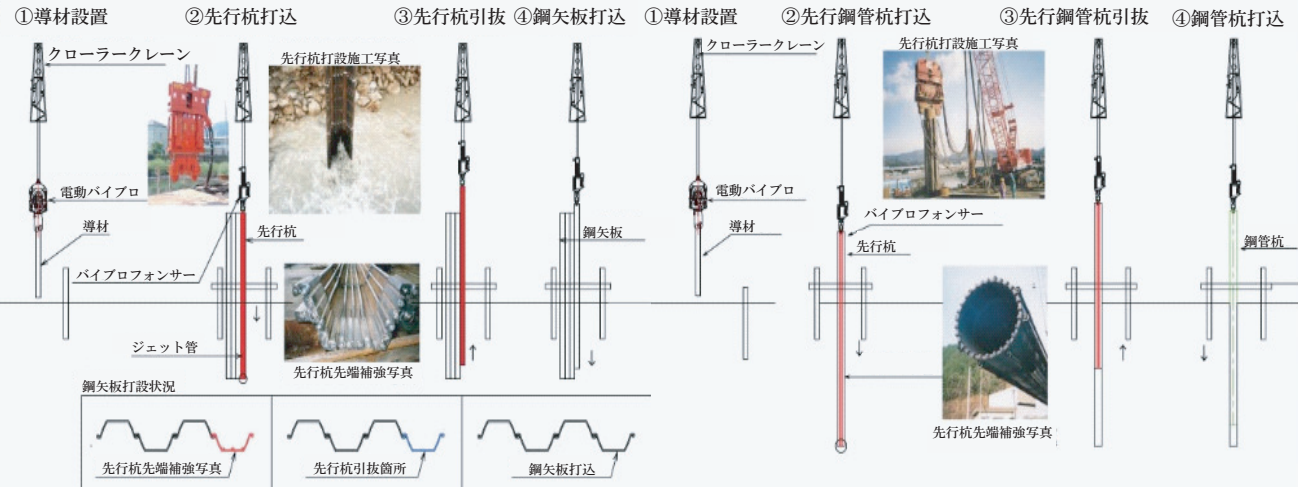 ①導材設置
②先行杭打込
③先行杭引抜
④鋼矢板打込
クローラークレーン
先行杭打設施工写真
電動バイブロ
導材
バイブロフォンサー
先行杭
鋼矢板
ジェット管
先行杭先端補強写真
鋼矢板打設状況
先行杭先端補強写真
先行杭引抜箇所
鋼矢板打込
①導材設置
②先行鋼管杭打込
③先行鋼管杭引抜
④鋼管杭打込
クローラークレーン
先行杭打設施工写真
電動バイブロ
導材
バイブロフォンサー
先行杭
鋼管杭
先行杭先端補強写真